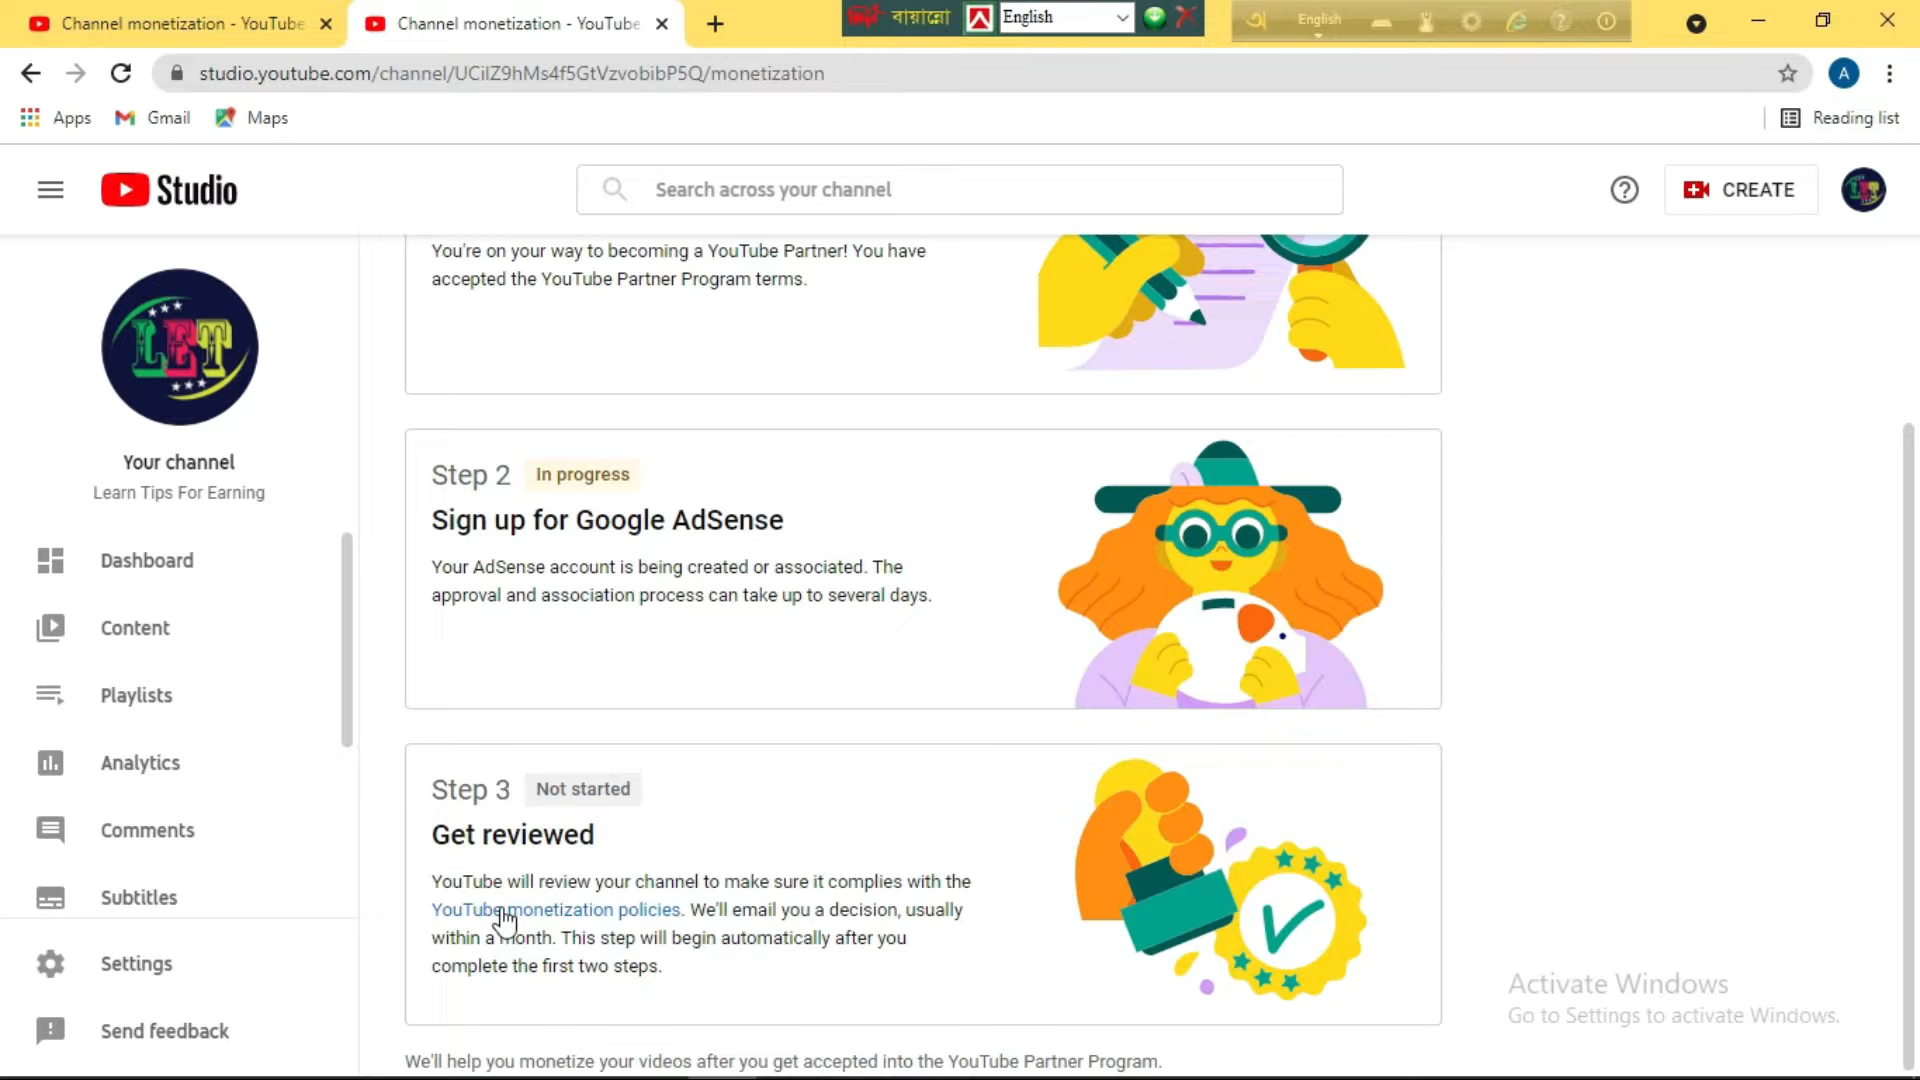 Channel monetization - YouTube
Channel monetization - YouTube
বায়ান্নো
English
অ
English
studio.youtube.com/channel/UCiIZ9hMs4f5GtVzvobibP5Q/monetization
A
Apps
Gmail
Maps
Reading list
Studio
Search across your channel
CREATE
LET
LET
Your channel
Learn Tips For Earning
Dashboard
Content
Playlists
Analytics
Comments
Subtitles
Settings
Send feedback
You're on your way to becoming a YouTube Partner! You have
accepted the YouTube Partner Program terms.
Step 2 In progress
Sign up for Google AdSense
Your AdSense account is being created or associated. The
approval and association process can take up to several days.
Step 3 Not started
Get reviewed
YouTube will review your channel to make sure it complies with the
YouTube monetization policies. We'll email you a decision, usually
within a month. This step will begin automatically after you
complete the first two steps.
We'll help you monetize your videos after you get accepted into the YouTube Partner Program.
Activate Windows
Go to Settings to activate Windows.